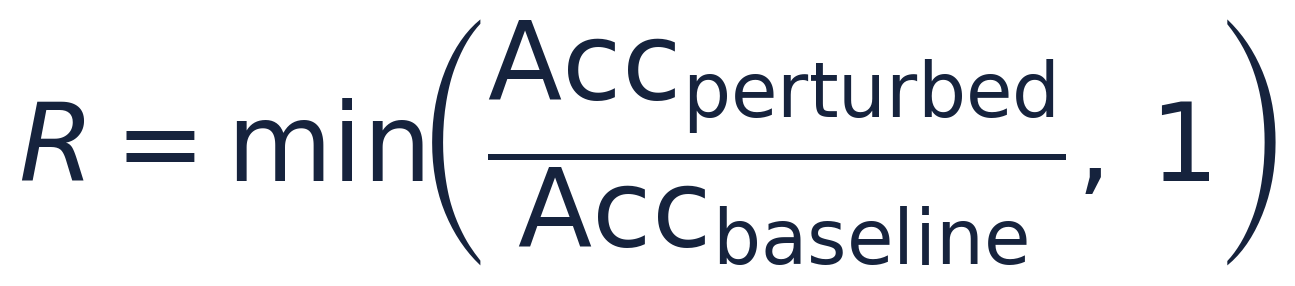 R = min(Acc_perturbed / Acc_baseline, 1)